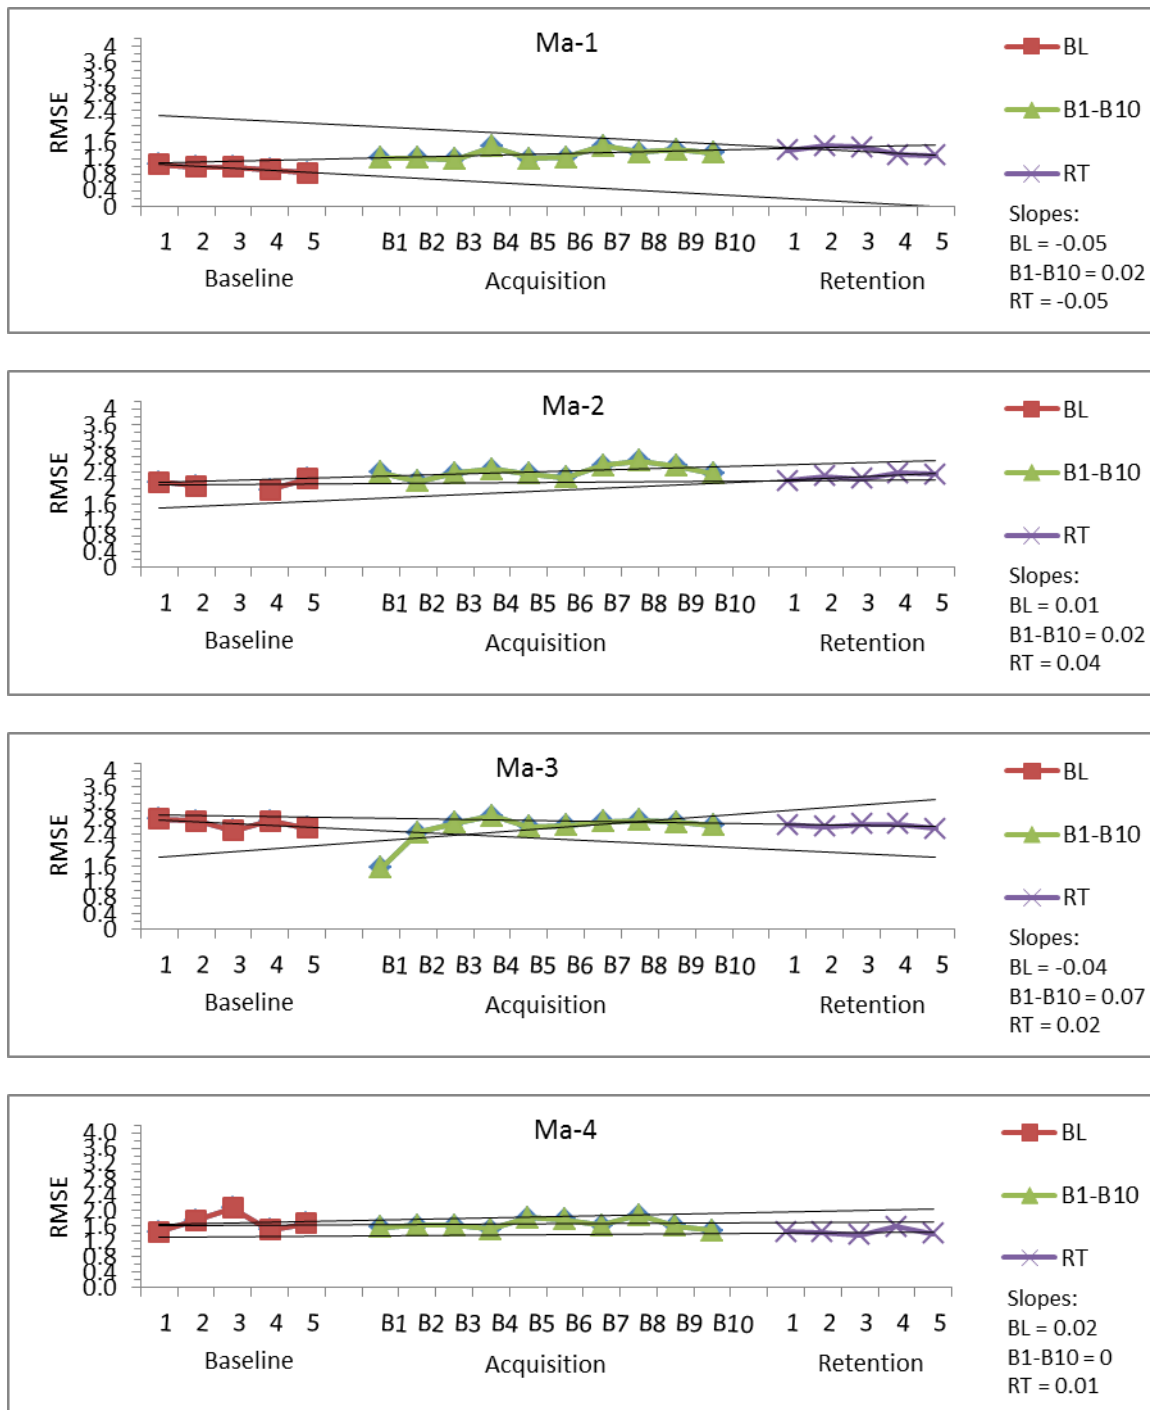 Ma-1
RMSE
4
3.6
3.2
2.8
2.4
2
1.6
1.2
0.8
0.4
0
1 2 3 4 5 B1 B2 B3 B4 B5 B6 B7 B8 B9 B10 1 2 3 4 5
Baseline Acquisition Retention
BL
B1-B10
RT
Slopes:
BL = -0.05
B1-B10 = 0.02
RT = -0.05
Ma-2
RMSE
4
3.6
3.2
2.8
2.4
2
1.6
1.2
0.8
0.4
0
1 2 3 4 5 B1 B2 B3 B4 B5 B6 B7 B8 B9 B10 1 2 3 4 5
Baseline Acquisition Retention
BL
B1-B10
RT
Slopes:
BL = 0.01
B1-B10 = 0.02
RT = 0.04
Ma-3
RMSE
4
3.6
3.2
2.8
2.4
2
1.6
1.2
0.8
0.4
0
1 2 3 4 5 B1 B2 B3 B4 B5 B6 B7 B8 B9 B10 1 2 3 4 5
Baseline Acquisition Retention
BL
B1-B10
RT
Slopes:
BL = -0.04
B1-B10 = 0.07
RT = 0.02
Ma-4
RMSE
4.0
3.6
3.2
2.8
2.4
2.0
1.6
1.2
0.8
0.4
0.0
1 2 3 4 5 B1 B2 B3 B4 B5 B6 B7 B8 B9 B10 1 2 3 4 5
Baseline Acquisition Retention
BL
B1-B10
RT
Slopes:
BL = 0.02
B1-B10 = 0
RT = 0.01